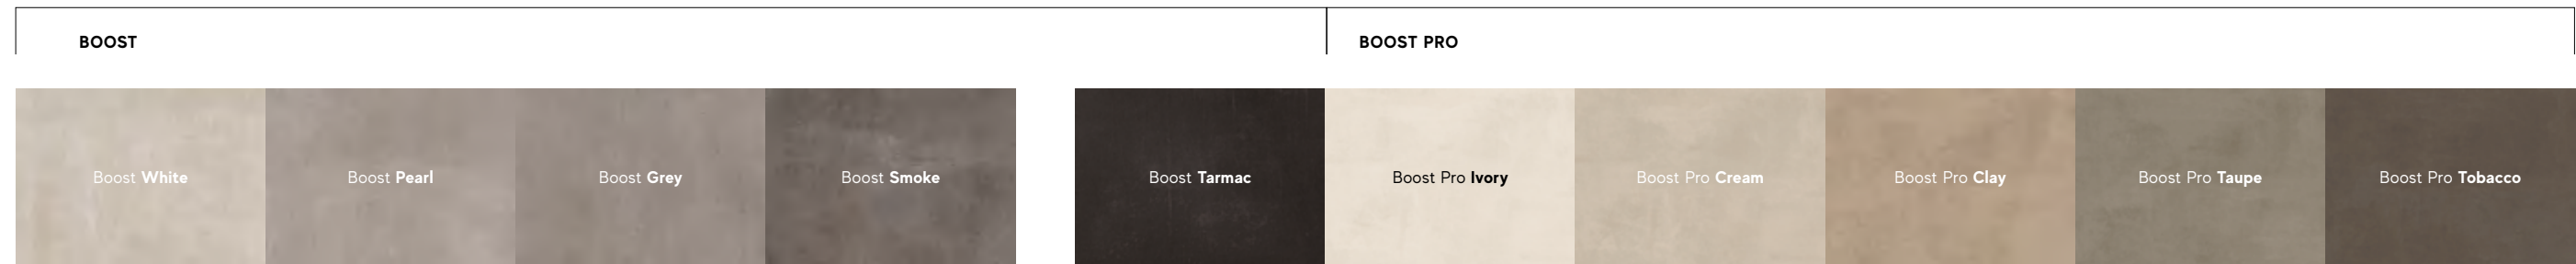 BOOST
BOOST PRO
Boost White
Boost Pearl
Boost Grey
Boost Smoke
Boost Tarmac
Boost Pro Ivory
Boost Pro Cream
Boost Pro Clay
Boost Pro Taupe
Boost Pro Tobacco